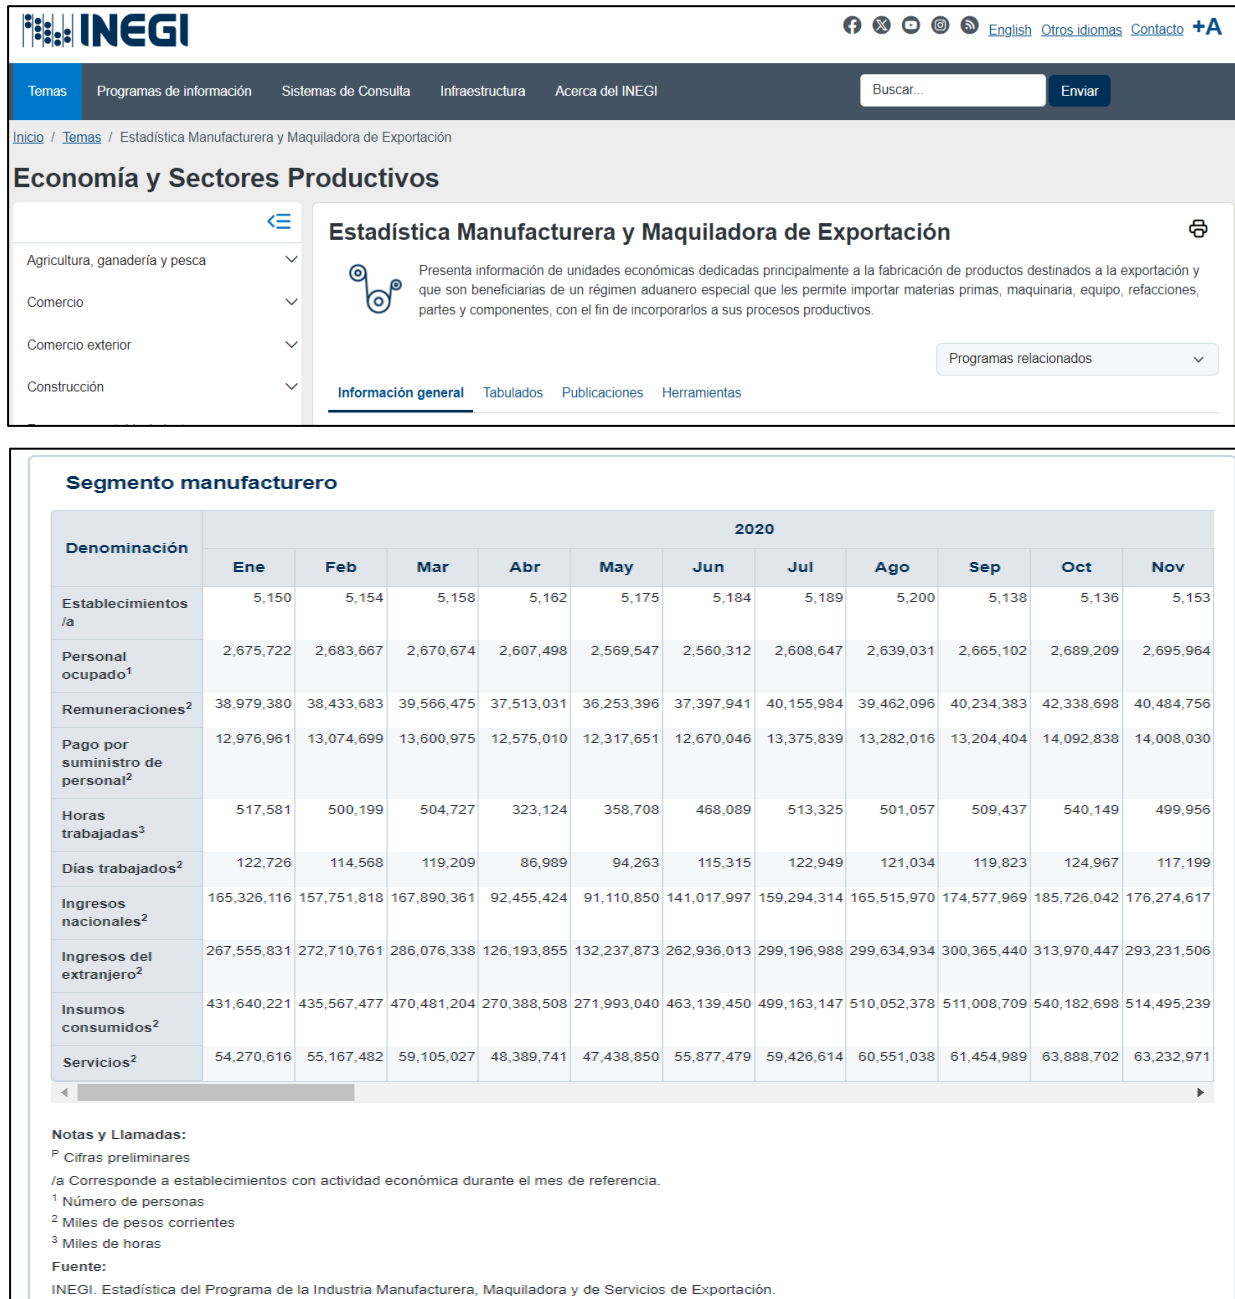 INEGI
English Otros idiomas Contacto +A
Temas Programas de información Sistemas de Consulta Infraestructura Acerca del INEGI Buscar... Enviar
Inicio / Temas / Estadística Manufacturera y Maquiladora de Exportación
Economía y Sectores Productivos
Agricultura, ganadería y pesca
Comercio
Comercio exterior
Construcción
Estadística Manufacturera y Maquiladora de Exportación
Presenta información de unidades económicas dedicadas principalmente a la fabricación de productos destinados a la exportación y
que son beneficiarias de un régimen aduanero especial que les permite importar materias primas, maquinaria, equipo, refacciones,
partes y componentes, con el fin de incorporarlos a sus procesos productivos.
Programas relacionados
Información general Tabulados Publicaciones Herramientas
Segmento manufacturero
Denominación 2020
Ene Feb Mar Abr May Jun Jul Ago Sep Oct Nov
Establecimientos /a 5,150 5,154 5,158 5,162 5,175 5,184 5,189 5,200 5,138 5,136 5,153
Personal ocupado¹ 2,675,722 2,683,667 2,670,674 2,607,498 2,569,547 2,560,312 2,608,647 2,639,031 2,665,102 2,689,209 2,695,964
Remuneraciones² 38,979,380 38,433,683 39,566,475 37,513,031 36,253,396 37,397,941 40,155,984 39,462,096 40,234,383 42,338,698 40,484,756
Pago por suministro de personal² 12,976,961 13,074,699 13,600,975 12,575,010 12,317,651 12,670,046 13,375,839 13,282,016 13,204,404 14,092,838 14,008,030
Horas trabajadas³ 517,581 500,199 504,727 323,124 358,708 468,089 513,325 501,057 509,437 540,149 499,956
Días trabajados² 122,726 114,568 119,209 86,989 94,263 115,315 122,949 121,034 119,823 124,967 117,199
Ingresos nacionales² 165,326,116 157,751,818 167,890,361 92,455,424 91,110,850 141,017,997 159,294,314 165,515,970 174,577,969 185,726,042 176,274,617
Ingresos del extranjero² 267,555,831 272,710,761 286,076,338 126,193,855 132,237,873 262,936,013 299,196,988 299,634,934 300,365,440 313,970,447 293,231,506
Insumos consumidos² 431,640,221 435,567,477 470,481,204 270,388,508 271,993,040 463,139,450 499,163,147 510,052,378 511,008,709 540,182,698 514,495,239
Servicios² 54,270,616 55,167,482 59,105,027 48,389,741 47,438,850 55,877,479 59,426,614 60,551,038 61,454,989 63,888,702 63,232,971
Notas y Llamadas:
ᴾ Cifras preliminares
/a Corresponde a establecimientos con actividad económica durante el mes de referencia.
¹ Número de personas
² Miles de pesos corrientes
³ Miles de horas
Fuente:
INEGI. Estadística del Programa de la Industria Manufacturera, Maquiladora y de Servicios de Exportación.